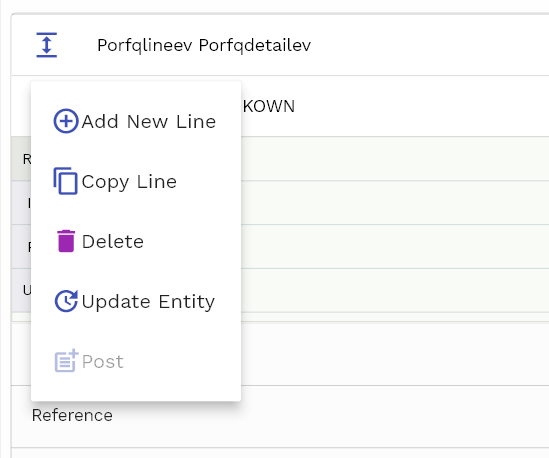 Porfqlineev Porfqdetailev
KOWN
Add New Line
Copy Line
Delete
Update Entity
Post
Reference